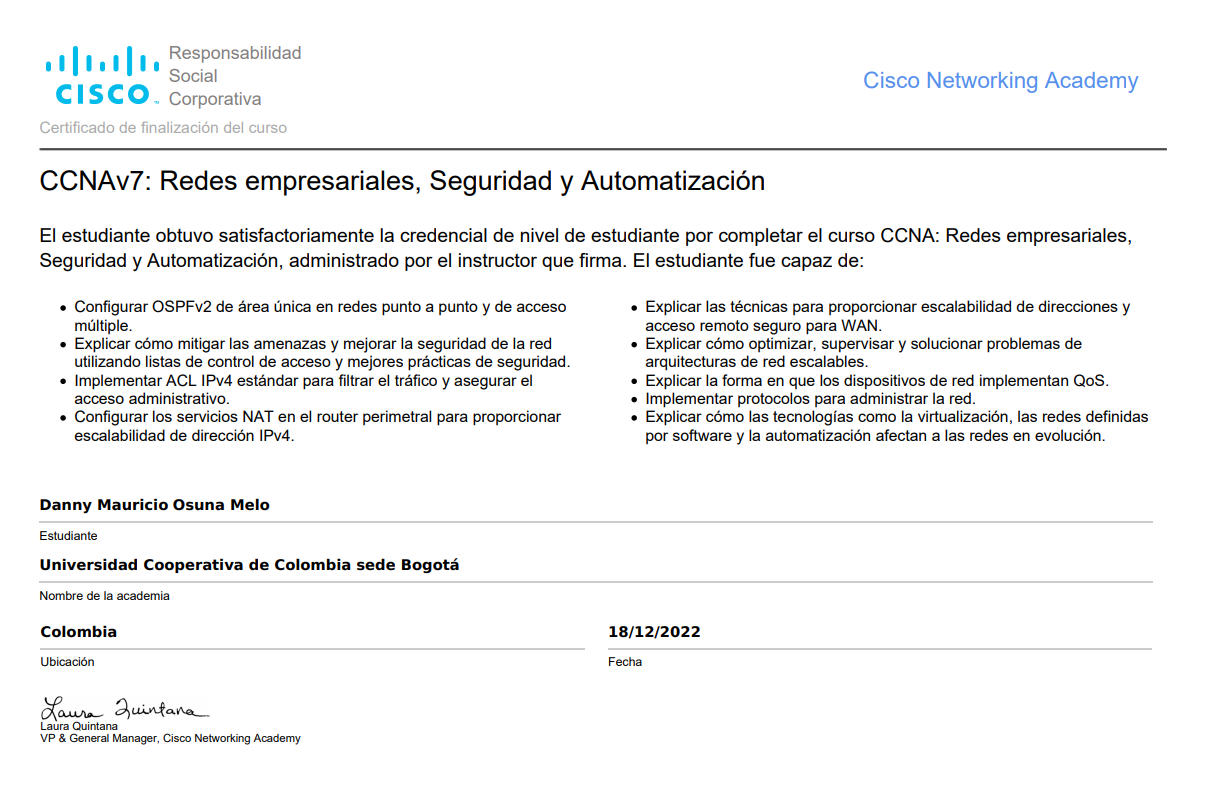 Responsabilidad
Social
Corporativa
CISCO™
Cisco Networking Academy
Certificado de finalización del curso
CCNAv7: Redes empresariales, Seguridad y Automatización
El estudiante obtuvo satisfactoriamente la credencial de nivel de estudiante por completar el curso CCNA: Redes empresariales,
Seguridad y Automatización, administrado por el instructor que firma. El estudiante fue capaz de:
• Configurar OSPFv2 de área única en redes punto a punto y de acceso
múltiple.
• Explicar cómo mitigar las amenazas y mejorar la seguridad de la red
utilizando listas de control de acceso y mejores prácticas de seguridad.
• Implementar ACL IPv4 estándar para filtrar el tráfico y asegurar el
acceso administrativo.
• Configurar los servicios NAT en el router perimetral para proporcionar
escalabilidad de dirección IPv4.
• Explicar las técnicas para proporcionar escalabilidad de direcciones y
acceso remoto seguro para WAN.
• Explicar cómo optimizar, supervisar y solucionar problemas de
arquitecturas de red escalables.
• Explicar la forma en que los dispositivos de red implementan QoS.
• Implementar protocolos para administrar la red.
• Explicar cómo las tecnologías como la virtualización, las redes definidas
por software y la automatización afectan a las redes en evolución.
Danny Mauricio Osuna Melo
Estudiante
Universidad Cooperativa de Colombia sede Bogotá
Nombre de la academia
Colombia
Ubicación
18/12/2022
Fecha
Laura Quintana
Laura Quintana
VP & General Manager, Cisco Networking Academy